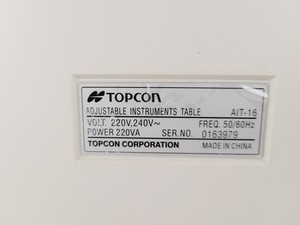 TOPCON
ADJUSTABLE INSTRUMENTS TABLE AIT-16
VOLT. 220V,240V~ FREQ. 50/60Hz
POWER 220VA SER.NO. 0163979
TOPCON CORPORATION MADE IN CHINA